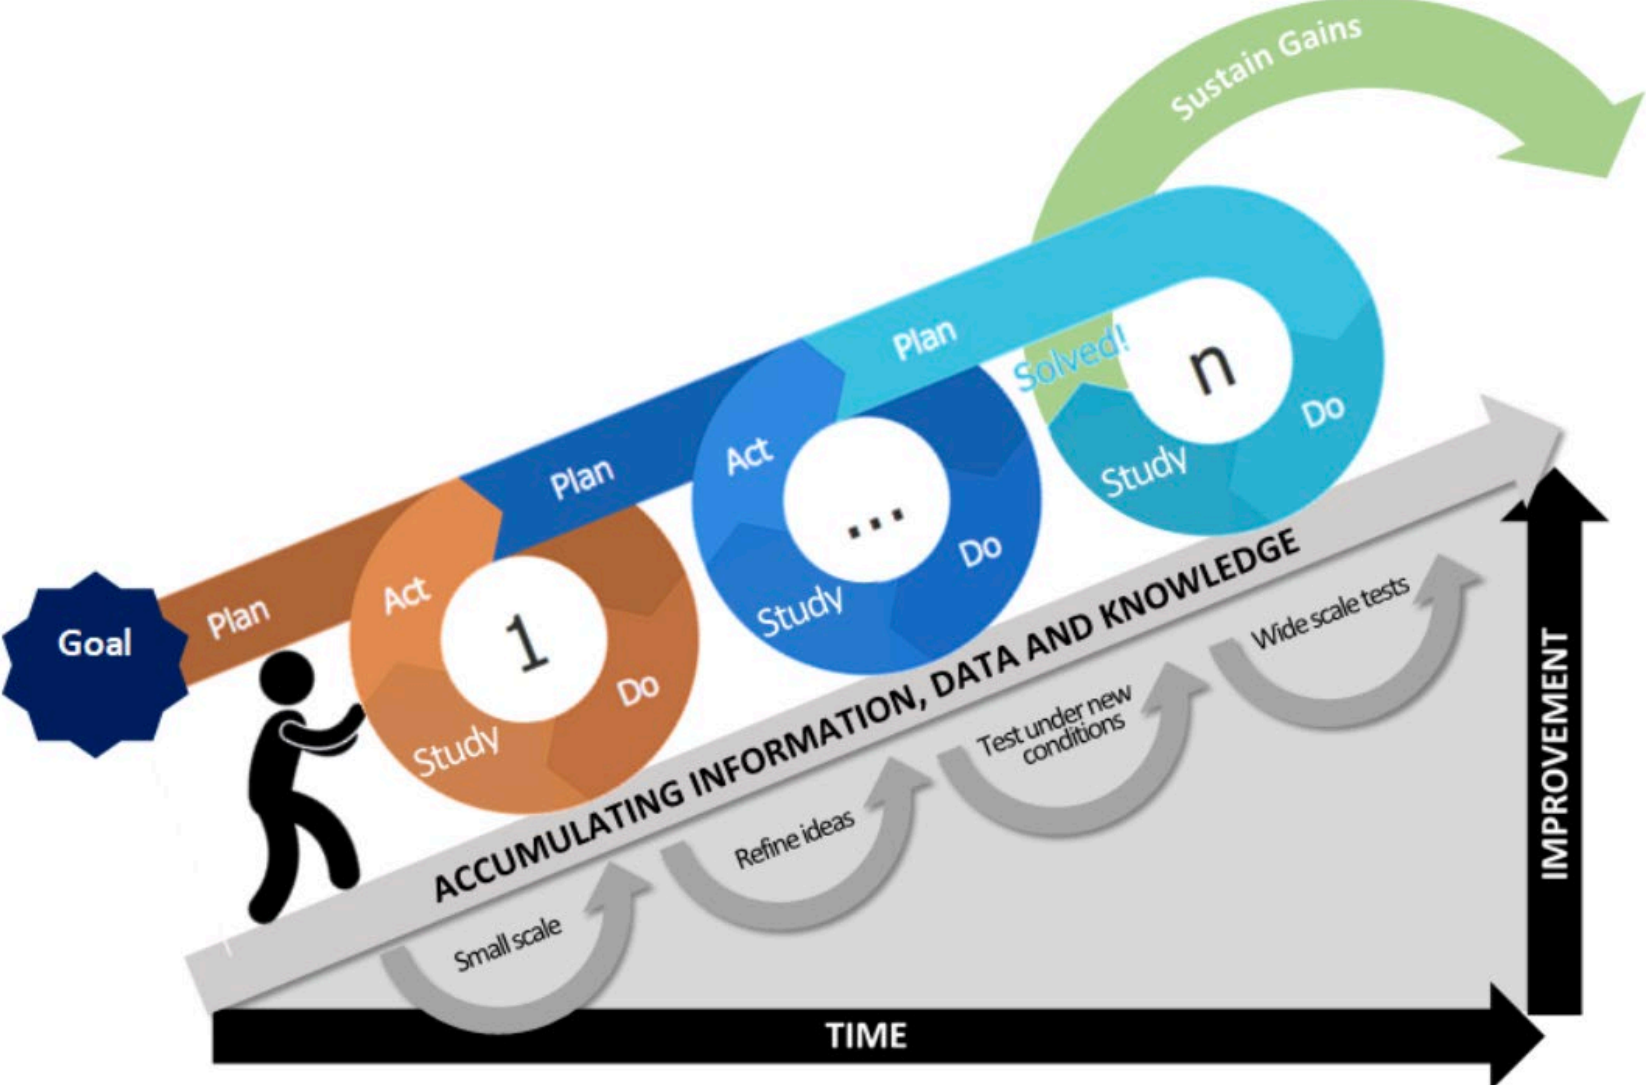 Sustain Gains
Goal
Plan
Act
1
Do
Study
Plan
Act
...
Do
Study
Plan
Solved!
n
Do
Study
ACCUMULATING INFORMATION, DATA AND KNOWLEDGE
Small scale
Refine ideas
Test under new
conditions
Wide scale tests
IMPROVEMENT
TIME